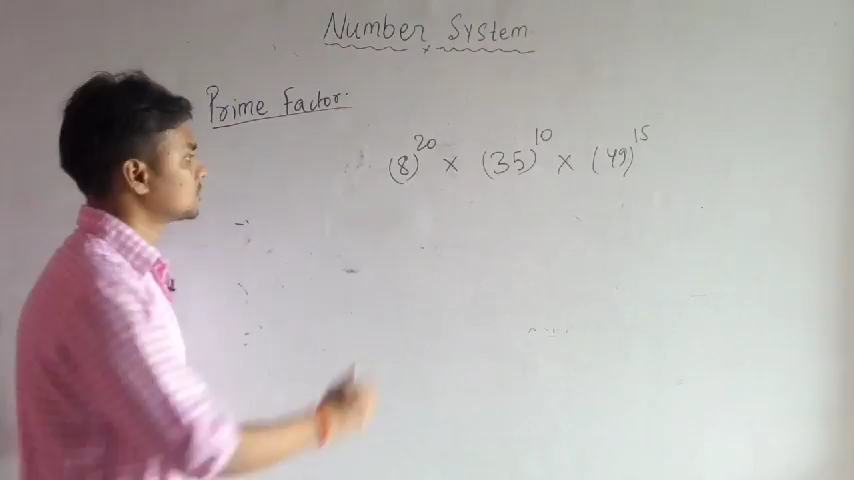 Number System
Prime Factor.
(8)²⁰ × (35)¹⁰ × (49)¹⁵